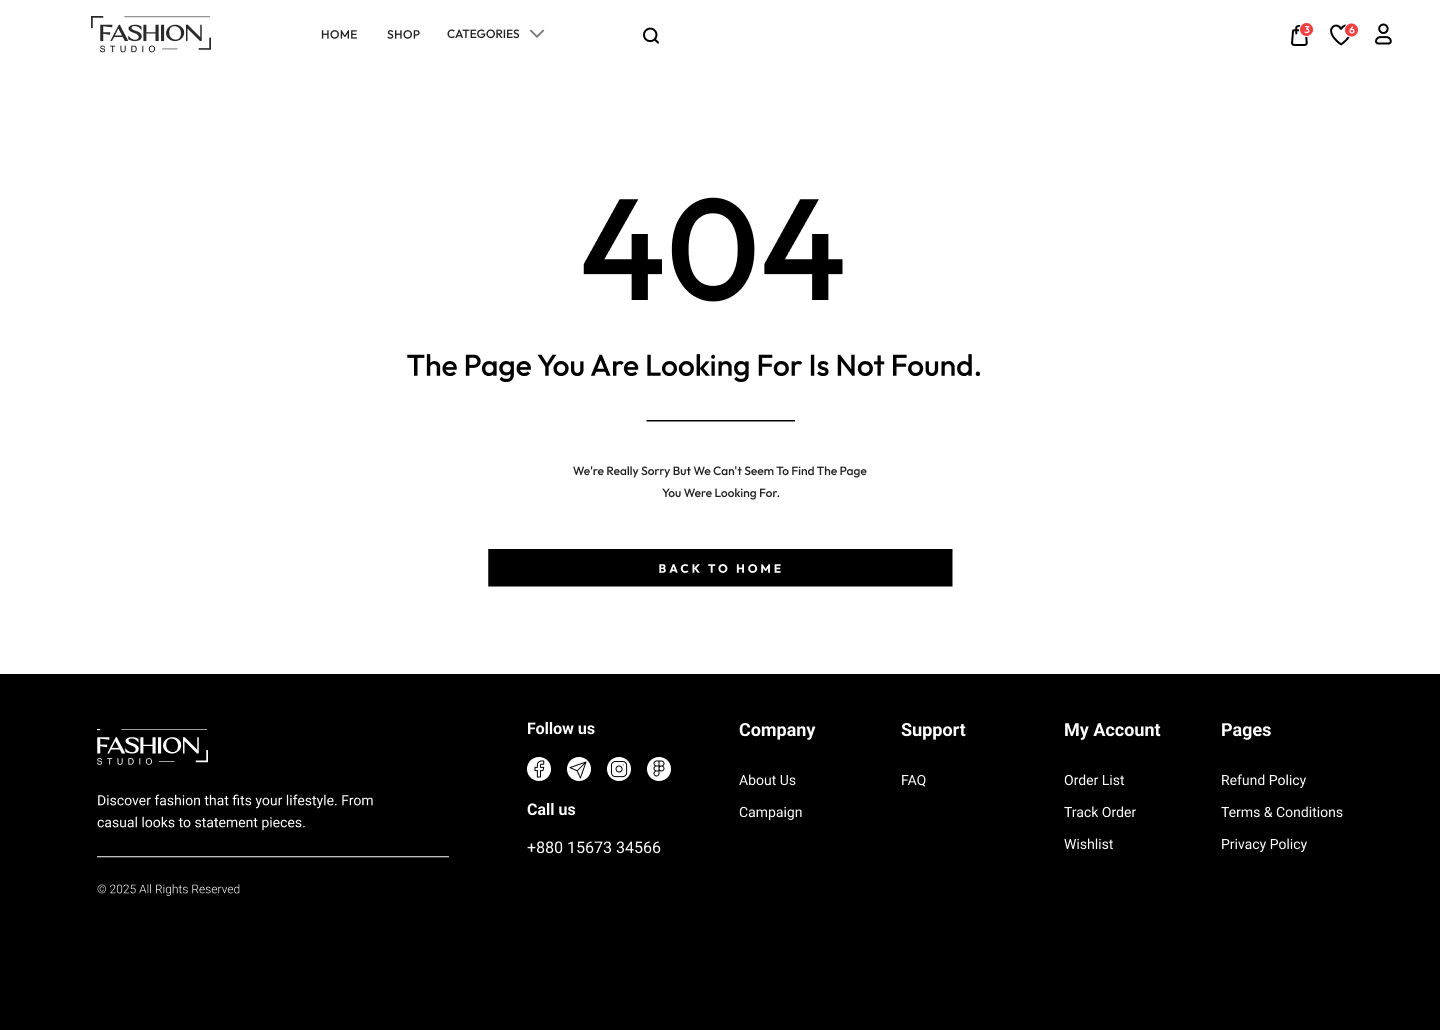 FASHION
STUDIO
HOME
SHOP
CATEGORIES
3
6
404
The Page You Are Looking For Is Not Found.
We're Really Sorry But We Can't Seem To Find The Page
You Were Looking For.
BACK TO HOME
FASHION
STUDIO
Discover fashion that fits your lifestyle. From
casual looks to statement pieces.
© 2025 All Rights Reserved
Follow us
Call us
+880 15673 34566
Company
About Us
Campaign
Support
FAQ
My Account
Order List
Track Order
Wishlist
Pages
Refund Policy
Terms & Conditions
Privacy Policy